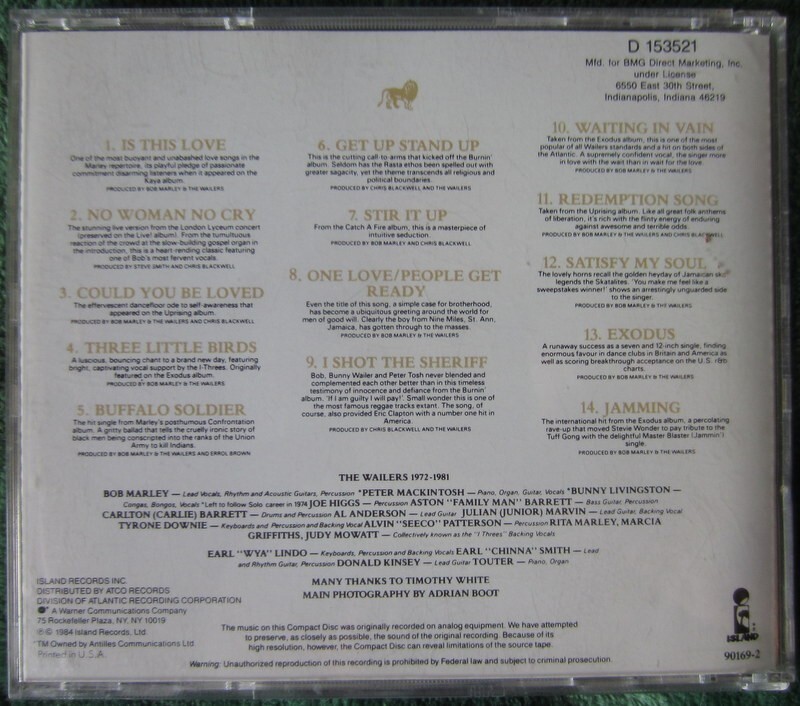 D 153521
Mfd. for BMG Direct Marketing, Inc.
under License
6550 East 30th Street,
Indianapolis, Indiana 46219
1. IS THIS LOVE
One of the most buoyant and unabashed love songs in the
Marley repertoire, its playful pledge of passionate
commitment disarming listeners when it appeared on the
Kaya album.
PRODUCED BY BOB MARLEY & THE WAILERS
2. NO WOMAN NO CRY
The stunning live version from the London Lyceum concert
(preserved on the Live! album). From the tumultuous
reaction of the crowd at the slow-building gospel organ in
the introduction, this is a heart-rending classic featuring
one of Bob's most fervent vocals.
PRODUCED BY STEVE SMITH AND CHRIS BLACKWELL
3. COULD YOU BE LOVED
The effervescent dancefloor ode to self-awareness that
appeared on the Uprising album.
PRODUCED BY BOB MARLEY & THE WAILERS AND CHRIS BLACKWELL
4. THREE LITTLE BIRDS
A luscious, bouncing chant to a brand new day, featuring
bright, captivating vocal support by the I-Threes. Originally
featured on the Exodus album.
PRODUCED BY BOB MARLEY & THE WAILERS
5. BUFFALO SOLDIER
The hit single from Marley's posthumous Confrontation
album. A gritty ballad that tells the cruelly ironic story of
black men being conscripted into the ranks of the Union
Army to kill Indians.
PRODUCED BY BOB MARLEY & THE WAILERS AND ERROL BROWN
6. GET UP STAND UP
This is the cutting call-to-arms that kicked off the Burnin'
album. Seldom has the Rasta ethos been spelled out with
greater sagacity, yet the theme transcends all religious and
political boundaries.
PRODUCED BY CHRIS BLACKWELL AND THE WAILERS
7. STIR IT UP
From the Catch A Fire album, this is a masterpiece of
intuitive seduction.
PRODUCED BY BOB MARLEY AND CHRIS BLACKWELL
8. ONE LOVE/PEOPLE GET
READY
Even the title of this song, a simple case for brotherhood,
has become a ubiquitous greeting around the world for
men of good will. Clearly the boy from Nine Miles, St. Ann,
Jamaica, has gotten through to the masses.
PRODUCED BY BOB MARLEY & THE WAILERS
9. I SHOT THE SHERIFF
Bob, Bunny Wailer and Peter Tosh never blended and
complemented each other better than in this timeless
testimony of innocence and defiance from the Burnin'
album. 'If I am guilty I will pay!'. Small wonder this is one of
the most famous reggae tracks extant. The song, of
course, also provided Eric Clapton with a number one hit in
America.
PRODUCED BY CHRIS BLACKWELL AND THE WAILERS
10. WAITING IN VAIN
Taken from the Exodus album, this is one of the most
popular of all Wailers standards and a hit on both sides of
the Atlantic. A supremely confident vocal, the singer more
in love with the wait than in wait for the love.
PRODUCED BY BOB MARLEY & THE WAILERS
11. REDEMPTION SONG
Taken from the Uprising album. Like all great folk anthems
of liberation, it's rich with the flinty energy of enduring
against awesome and terrible odds.
PRODUCED BY BOB MARLEY & THE WAILERS AND CHRIS BLACKWELL
12. SATISFY MY SOUL
The lovely horns recall the golden heyday of Jamaican ska
legends the Skatalites. 'You make me feel like a
sweepstakes winner!' shows an arrestingly unguarded side
to the singer.
PRODUCED BY BOB MARLEY & THE WAILERS
13. EXODUS
A runaway success as a seven and 12-inch single, finding
enormous favour in dance clubs in Britain and America as
well as scoring breakthrough acceptance on the U.S. r&b
charts.
PRODUCED BY BOB MARLEY & THE WAILERS
14. JAMMING
The international hit from the Exodus album, a percolating
rave-up that moved Stevie Wonder to pay tribute to the
Tuff Gong with the delightful Master Blaster (Jammin')
single.
PRODUCED BY BOB MARLEY & THE WAILERS.
THE WAILERS 1972-1981
BOB MARLEY — Lead Vocals, Rhythm and Acoustic Guitars, Percussion *PETER MACKINTOSH — Piano, Organ, Guitar, Vocals *BUNNY LIVINGSTON —
Congas, Bongos, Vocals *Left to follow Solo career in 1974 JOE HIGGS — Percussion ASTON "FAMILY MAN" BARRETT — Bass Guitar, Percussion
CARLTON (CARLIE) BARRETT — Drums and Percussion AL ANDERSON — Lead Guitar JULIAN (JUNIOR) MARVIN — Lead Guitar, Backing Vocal
TYRONE DOWNIE — Keyboards and Percussion and Backing Vocal ALVIN "SEECO" PATTERSON — Percussion RITA MARLEY, MARCIA
GRIFFITHS, JUDY MOWATT — Collectively known as the "I Threes" Backing Vocals
EARL "WYA" LINDO — Keyboards, Percussion and Backing Vocals EARL "CHINNA" SMITH — Lead
and Rhythm Guitar, Percussion DONALD KINSEY — Lead Guitar TOUTER — Piano, Organ
MANY THANKS TO TIMOTHY WHITE
MAIN PHOTOGRAPHY BY ADRIAN BOOT
ISLAND RECORDS INC
DISTRIBUTED BY ATCO RECORDS
DIVISION OF ATLANTIC RECORDING CORPORATION
A Warner Communications Company
75 Rockefeller Plaza, NY, NY 10019
℗ © 1984 Island Records, Ltd.
TM Owned by Antilles Communications Ltd
Printed in U.S.A.
The music on this Compact Disc was originally recorded on analog equipment. We have attempted
to preserve, as closely as possible, the sound of the original recording. Because of its
high resolution, however, the Compact Disc can reveal limitations of the source tape.
Warning: Unauthorized reproduction of this recording is prohibited by Federal law and subject to criminal prosecution.
ISLAND
90169-2